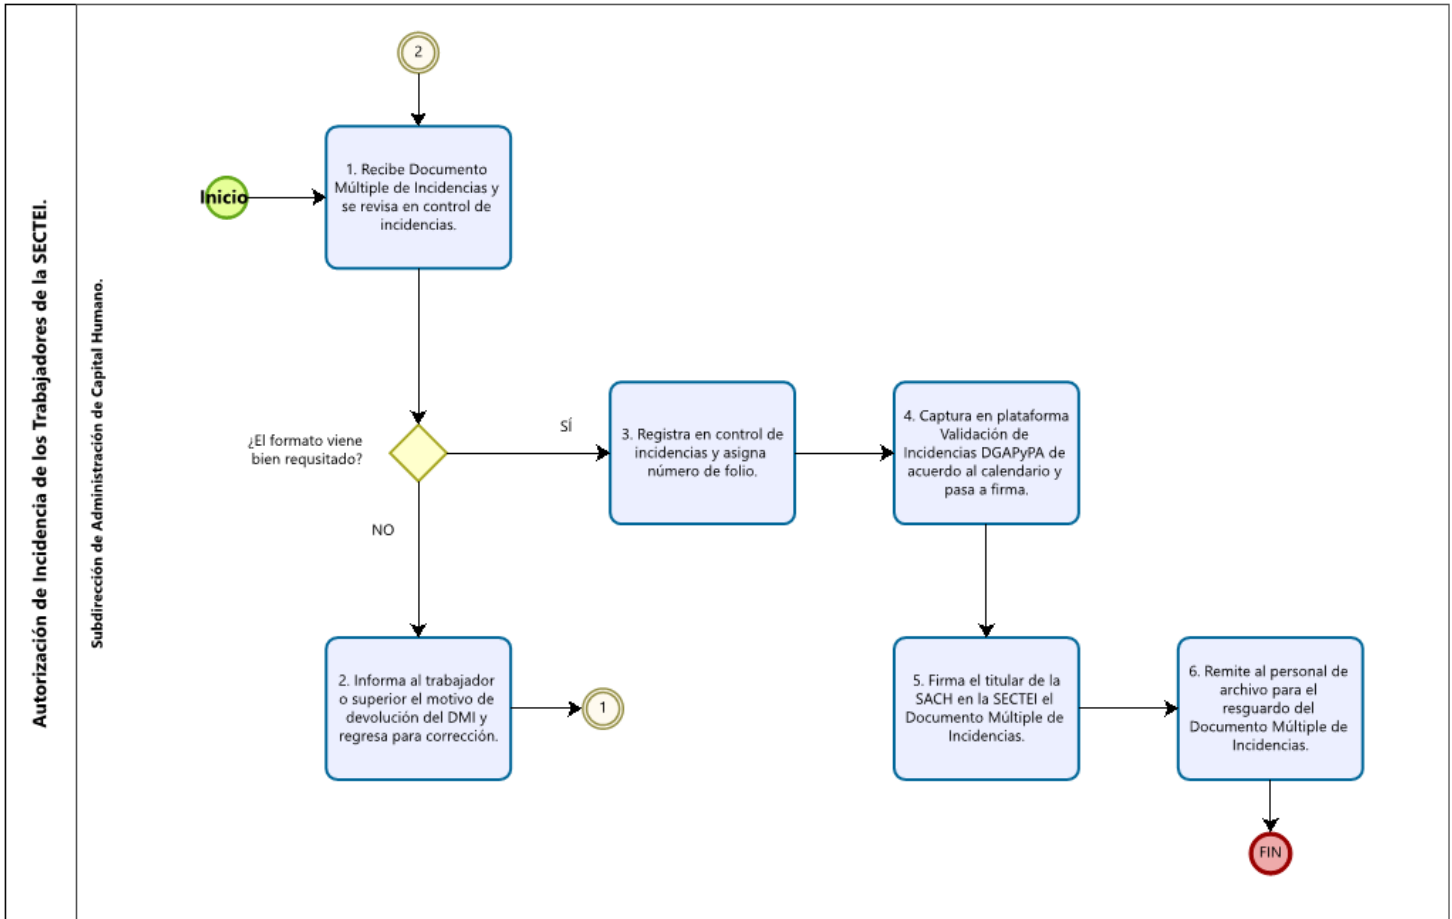 Autorización de Incidencia de los Trabajadores de la SECTEI.
Subdirección de Administración de Capital Humano.
2
Inicio
1. Recibe Documento
Múltiple de Incidencias y
se revisa en control de
incidencias.
¿El formato viene
bien requsitado?
SÍ
NO
3. Registra en control de
incidencias y asigna
número de folio.
4. Captura en plataforma
Validación de
Incidencias DGAPyPA de
acuerdo al calendario y
pasa a firma.
2. Informa al trabajador
o superior el motivo de
devolución del DMI y
regresa para corrección.
1
5. Firma el titular de la
SACH en la SECTEI el
Documento Múltiple de
Incidencias.
6. Remite al personal de
archivo para el
resguardo del
Documento Múltiple de
Incidencias.
FIN